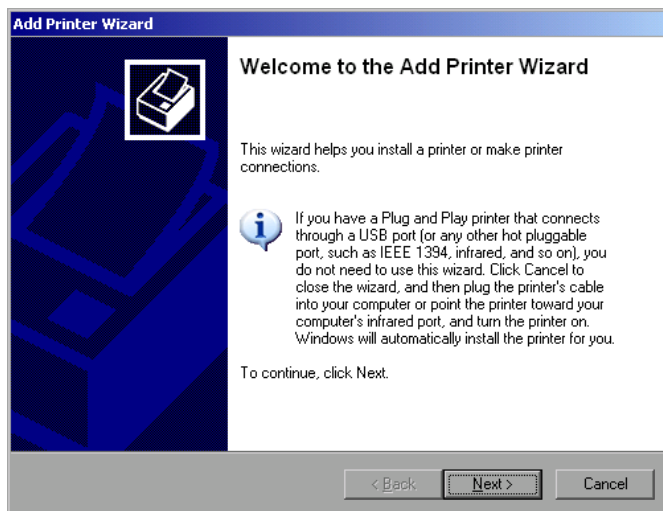 Add Printer Wizard
Welcome to the Add Printer Wizard
This wizard helps you install a printer or make printer
connections.
If you have a Plug and Play printer that connects
through a USB port (or any other hot pluggable
port, such as IEEE 1394, infrared, and so on), you
do not need to use this wizard. Click Cancel to
close the wizard, and then plug the printer's cable
into your computer or point the printer toward your
computer's infrared port, and turn the printer on.
Windows will automatically install the printer for you.
To continue, click Next.
< Back Next > Cancel